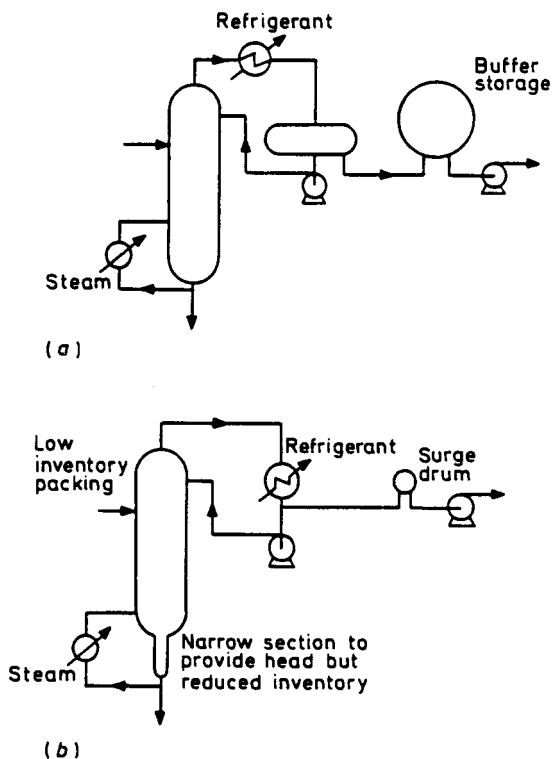 Refrigerant
Buffer
storage
Steam
(a)
Low
inventory
packing
Refrigerant
Surge
drum
Narrow section to
provide head but
reduced inventory
Steam
(b)